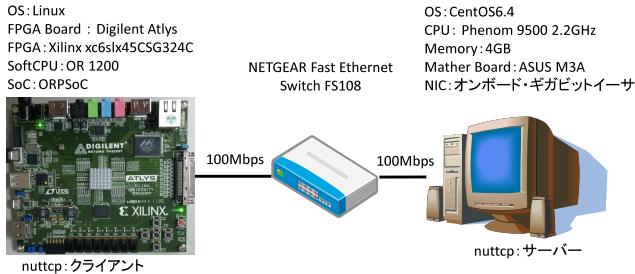 OS：Linux
FPGA Board： Digilent Atlys
FPGA：Xilinx xc6slx45CSG324C
SoftCPU：OR 1200
SoC：ORPSoC
NETGEAR Fast Ethernet
Switch FS108
OS：CentOS6.4
CPU： Phenom 9500 2.2GHz
Memory：4GB
Mather Board：ASUS M3A
NIC：オンボード・ギガビットイーサ
DIGILENT
BEYOND THEORY
ATLYS
XILINX
100Mbps
100Mbps
nuttcp：クライアント
nuttcp：サーバー